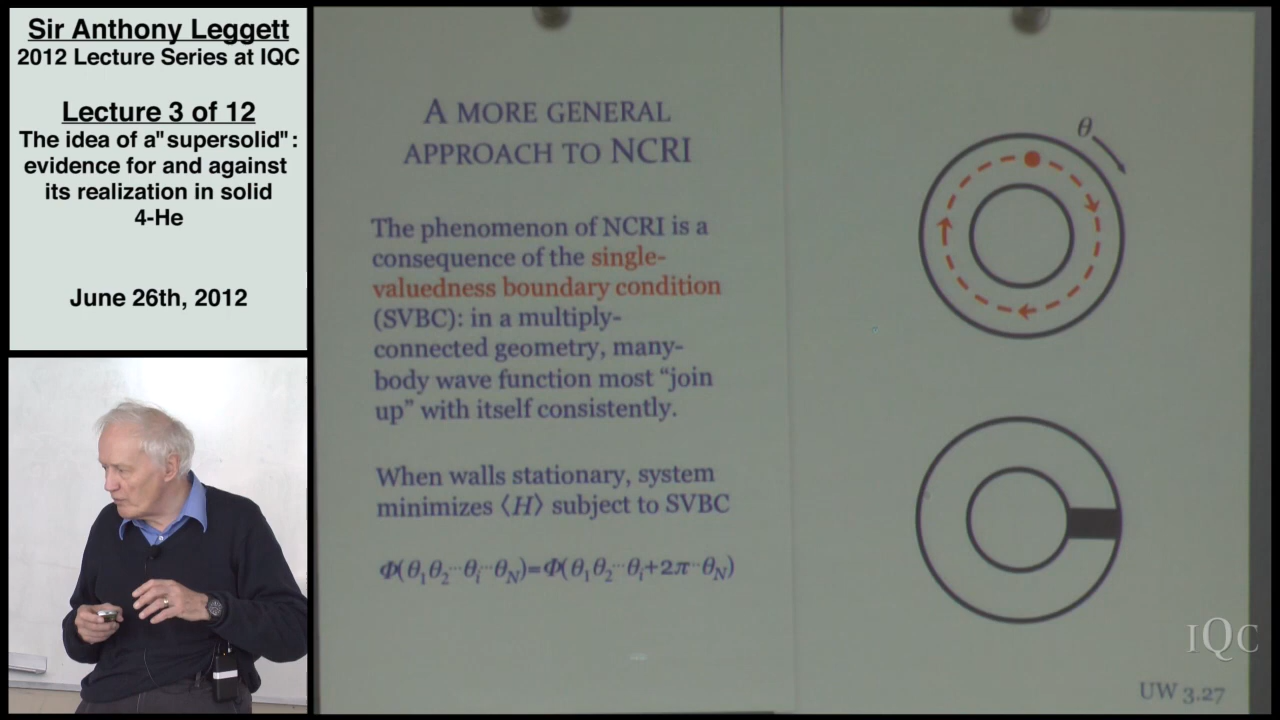 Sir Anthony Leggett
2012 Lecture Series at IQC
Lecture 3 of 12
The idea of a"supersolid":
evidence for and against
its realization in solid
4-He
June 26th, 2012
A MORE GENERAL
APPROACH TO NCRI
The phenomenon of NCRI is a
consequence of the single-
valuedness boundary condition
(SVBC): in a multiply-
connected geometry, many-
body wave function most “join
up” with itself consistently.
When walls stationary, system
minimizes ⟨H⟩ subject to SVBC
Φ(θ₁θ₂···θᵢ···θ_N)=Φ(θ₁θ₂···θᵢ+2π··θ_N)
θ
IQC
UW 3.27